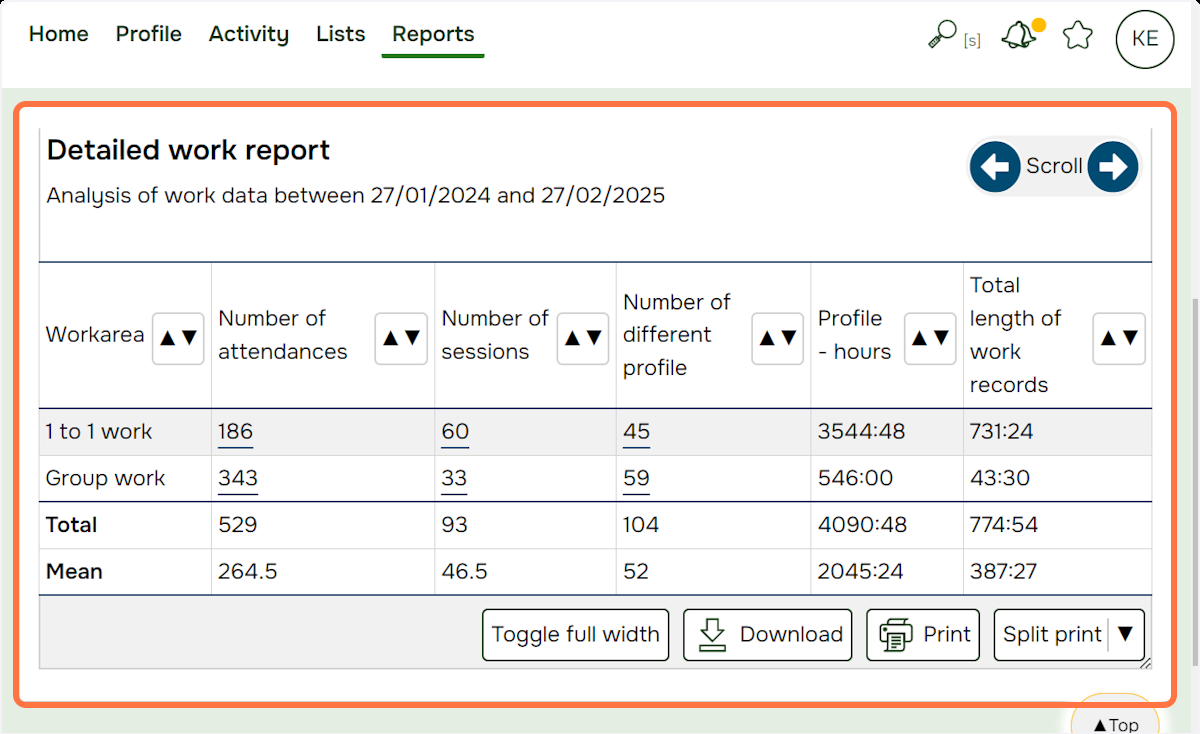 Home Profile Activity Lists Reports [s] KE
Detailed work report
Scroll
Analysis of work data between 27/01/2024 and 27/02/2025
Workarea ▲▼ Number of attendances ▲▼ Number of sessions ▲▼ Number of different profile ▲▼ Profile - hours ▲▼ Total length of work records ▲▼
1 to 1 work 186 60 45 3544:48 731:24
Group work 343 33 59 546:00 43:30
Total 529 93 104 4090:48 774:54
Mean 264.5 46.5 52 2045:24 387:27
Toggle full width Download Print Split print ▼
▲Top